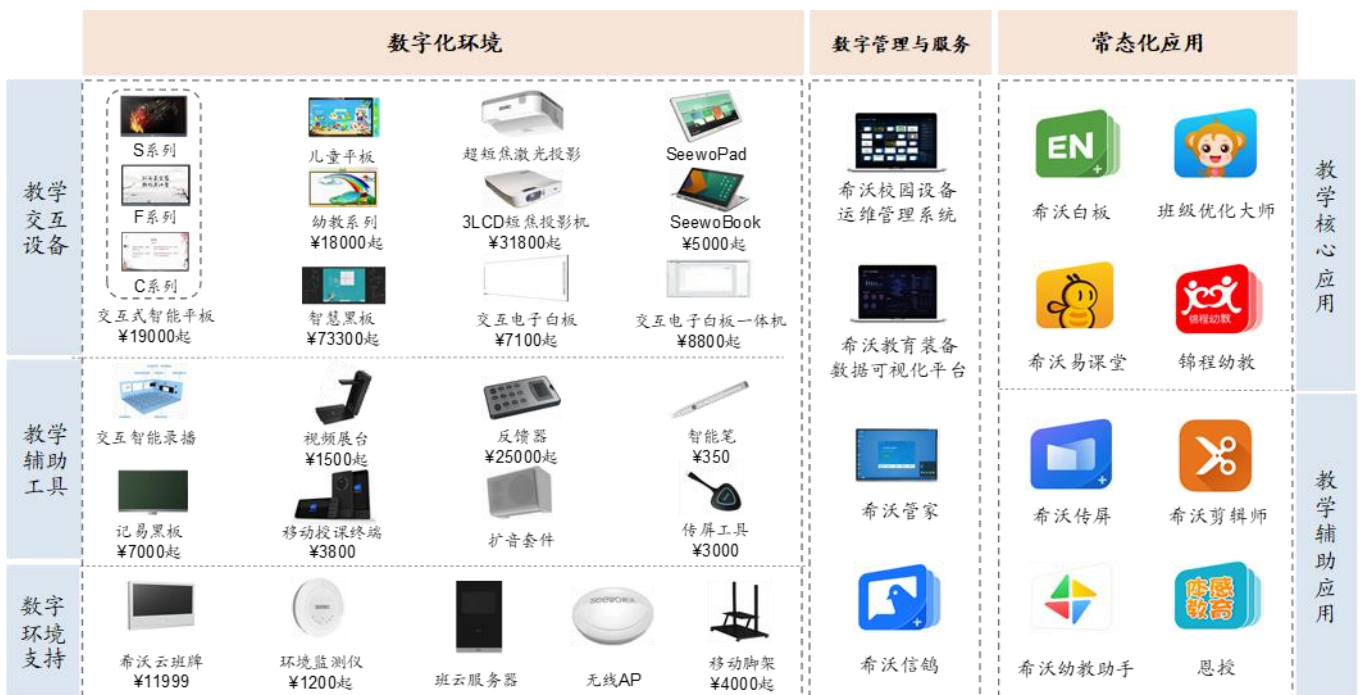 数字化环境
数字管理与服务
常态化应用
教学
交互
设备
S系列
F系列
C系列
交互式智能平板
¥19000起
儿童平板
幼教系列
¥18000起
智慧黑板
¥73300起
超短焦激光投影
3LCD短焦投影机
¥31800起
交互电子白板
¥7100起
SeewoPad
SeewoBook
¥5000起
交互电子白板一体机
¥8800起
教学
辅助
工具
交互智能录播
视频展台
¥1500起
反馈器
¥25000起
智能笔
¥350
记易黑板
¥7000起
移动授课终端
¥3800
扩音套件
传屏工具
¥3000
数字
环境
支持
希沃云班牌
¥11999
环境监测仪
¥1200起
班云服务器
seewo
无线AP
移动脚架
¥4000起
希沃校园设备
运维管理系统
希沃教育装备
数据可视化平台
希沃管家
希沃信鸽
EN
希沃白板
班级优化大师
希沃易课堂
锦程幼教
锦程幼教
教学核心应用
希沃传屏
希沃剪辑师
希沃幼教助手
体感
教育
恩授
教学辅助应用